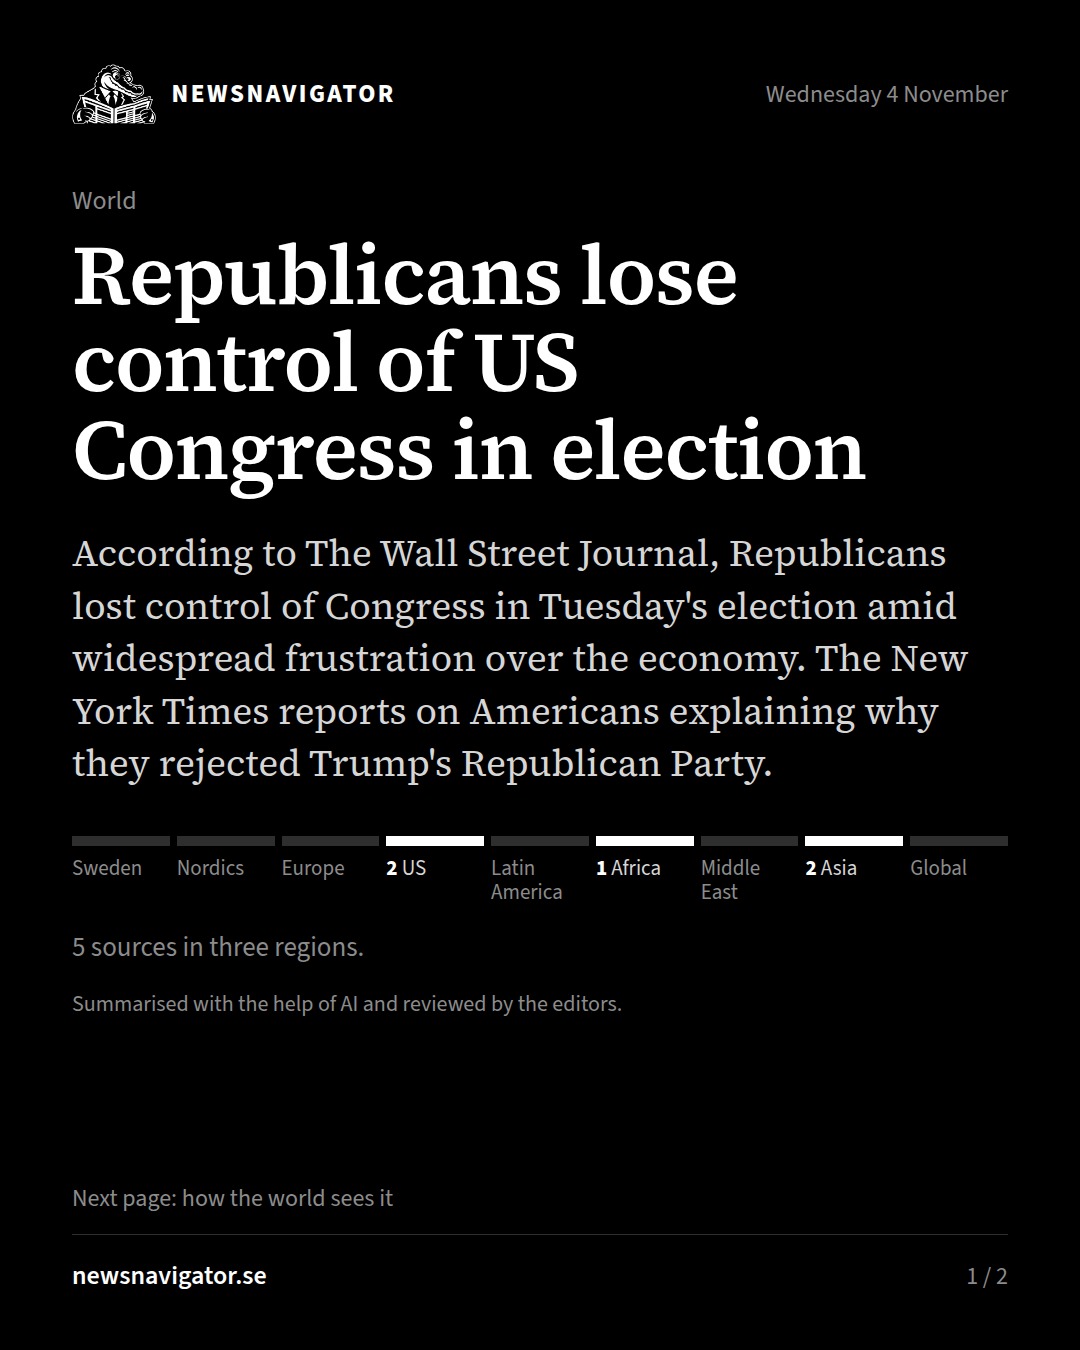 NEWSNAVIGATOR
Wednesday 4 November
World
Republicans lose
control of US
Congress in election
According to The Wall Street Journal, Republicans
lost control of Congress in Tuesday's election amid
widespread frustration over the economy. The New
York Times reports on Americans explaining why
they rejected Trump's Republican Party.
Sweden
Nordics
Europe
2 US
Latin
America
1 Africa
Middle
East
2 Asia
Global
5 sources in three regions.
Summarised with the help of AI and reviewed by the editors.
Next page: how the world sees it
newsnavigator.se
1 / 2